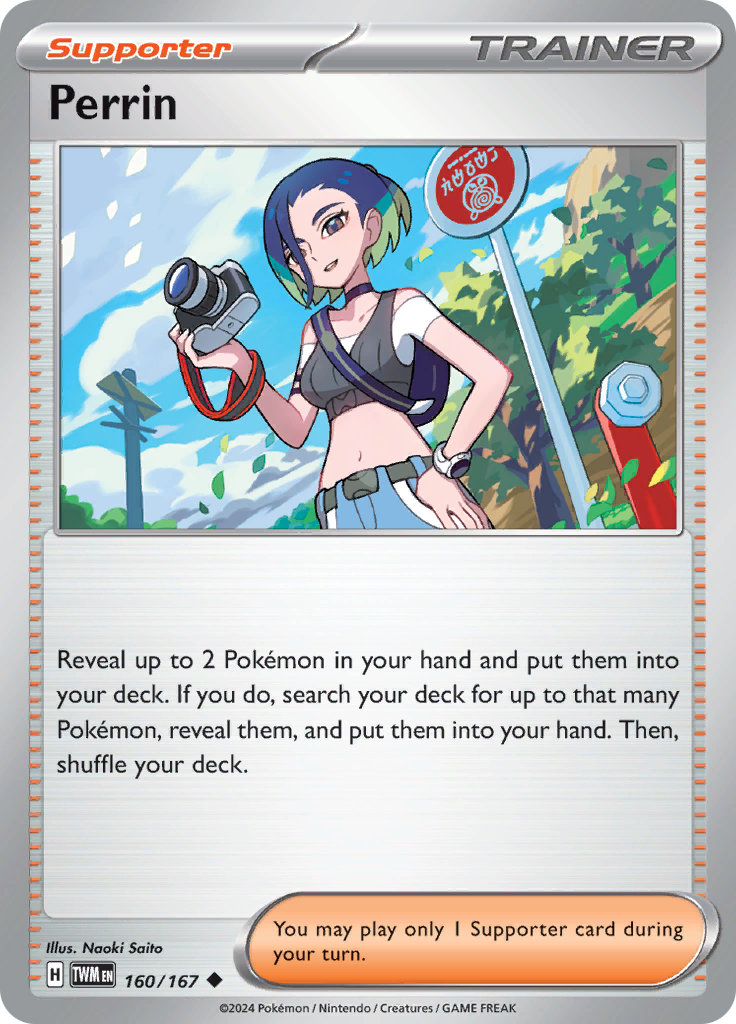 Supporter
TRAINER
Perrin
Reveal up to 2 Pokémon in your hand and put them into
your deck. If you do, search your deck for up to that many
Pokémon, reveal them, and put them into your hand. Then,
shuffle your deck.
You may play only 1 Supporter card during
your turn.
Illus. Naoki Saito
H TWM EN 160/167
©2024 Pokémon / Nintendo / Creatures / GAME FREAK